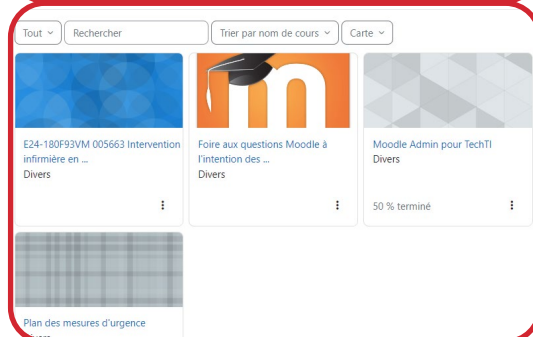 Tout
Rechercher
Trier par nom de cours
Carte
E24-180F93VM 005663 Intervention
infirmière en ...
Divers
Foire aux questions Moodle à
l'intention des ...
Divers
Moodle Admin pour TechTI
Divers
50 % terminé
Plan des mesures d'urgence
Divers